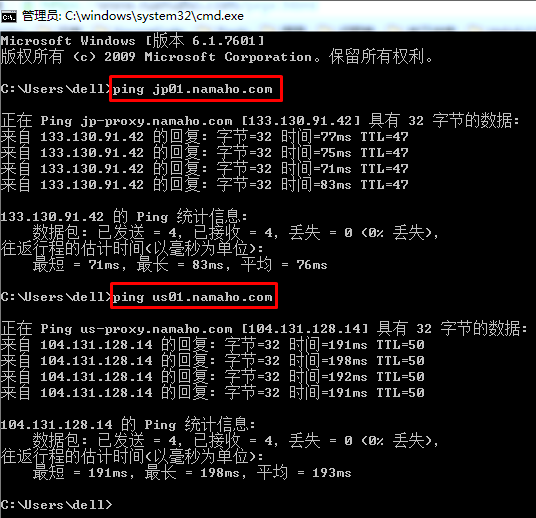 管理员: C:\windows\system32\cmd.exe
Microsoft Windows [版本 6.1.7601]
版权所有 (c) 2009 Microsoft Corporation。保留所有权利。
C:\Users\dell>ping jp01.namaho.com
正在 Ping jp-proxy.namaho.com [133.130.91.42] 具有 32 字节的数据:
来自 133.130.91.42 的回复: 字节=32 时间=77ms TTL=47
来自 133.130.91.42 的回复: 字节=32 时间=75ms TTL=47
来自 133.130.91.42 的回复: 字节=32 时间=71ms TTL=47
来自 133.130.91.42 的回复: 字节=32 时间=83ms TTL=47
133.130.91.42 的 Ping 统计信息:
数据包: 已发送 = 4，已接收 = 4，丢失 = 0 (0% 丢失)，
往返行程的估计时间(以毫秒为单位):
最短 = 71ms，最长 = 83ms，平均 = 76ms
C:\Users\dell>ping us01.namaho.com
正在 Ping us-proxy.namaho.com [104.131.128.14] 具有 32 字节的数据:
来自 104.131.128.14 的回复: 字节=32 时间=191ms TTL=50
来自 104.131.128.14 的回复: 字节=32 时间=198ms TTL=50
来自 104.131.128.14 的回复: 字节=32 时间=192ms TTL=50
来自 104.131.128.14 的回复: 字节=32 时间=191ms TTL=50
104.131.128.14 的 Ping 统计信息:
数据包: 已发送 = 4，已接收 = 4，丢失 = 0 (0% 丢失)，
往返行程的估计时间(以毫秒为单位):
最短 = 191ms，最长 = 198ms，平均 = 193ms
C:\Users\dell>